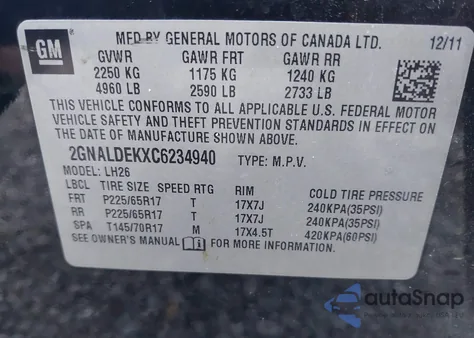 GM
MFD BY GENERAL MOTORS OF CANADA LTD. 12/11
GVWR GAWR FRT GAWR RR
2250 KG 1175 KG 1240 KG
4960 LB 2590 LB 2733 LB
THIS VEHICLE CONFORMS TO ALL APPLICABLE U.S. FEDERAL MOTOR
VEHICLE SAFETY AND THEFT PREVENTION STANDARDS IN EFFECT ON
THE DATE OF MANUFACTURE SHOWN ABOVE.
2GNALDEKXC6234940 TYPE: M.P.V.
MODEL: LH26
LBCL TIRE SIZE SPEED RTG RIM COLD TIRE PRESSURE
FRT P225/65R17 T 17X7J 240KPA(35PSI)
RR P225/65R17 T 17X7J 240KPA(35PSI)
SPA T145/70R17 M 17X4.5T 420KPA(60PSI)
SEE OWNER'S MANUAL FOR MORE INFORMATION.
autoSnap